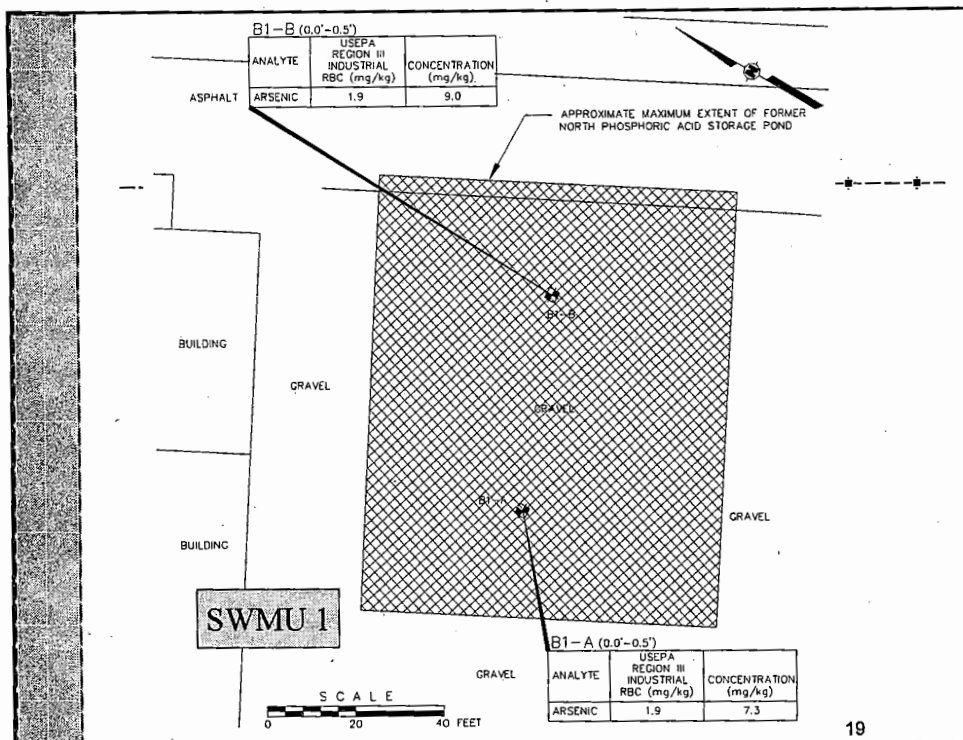 B1-B (0.0'-0.5')
ANALYTE
USEPA
REGION III
INDUSTRIAL
RBC (mg/kg)
CONCENTRATION
(mg/kg)
ARSENIC 1.9 9.0
ASPHALT
N
APPROXIMATE MAXIMUM EXTENT OF FORMER
NORTH PHOSPHORIC ACID STORAGE POND
B1-B
BUILDING
GRAVEL
GRAVEL
B1-A
GRAVEL
BUILDING
SWMU 1
B1-A (0.0'-0.5')
GRAVEL
ANALYTE
USEPA
REGION III
INDUSTRIAL
RBC (mg/kg)
CONCENTRATION
(mg/kg)
ARSENIC 1.9 7.3
SCALE
0 20 40 FEET
19